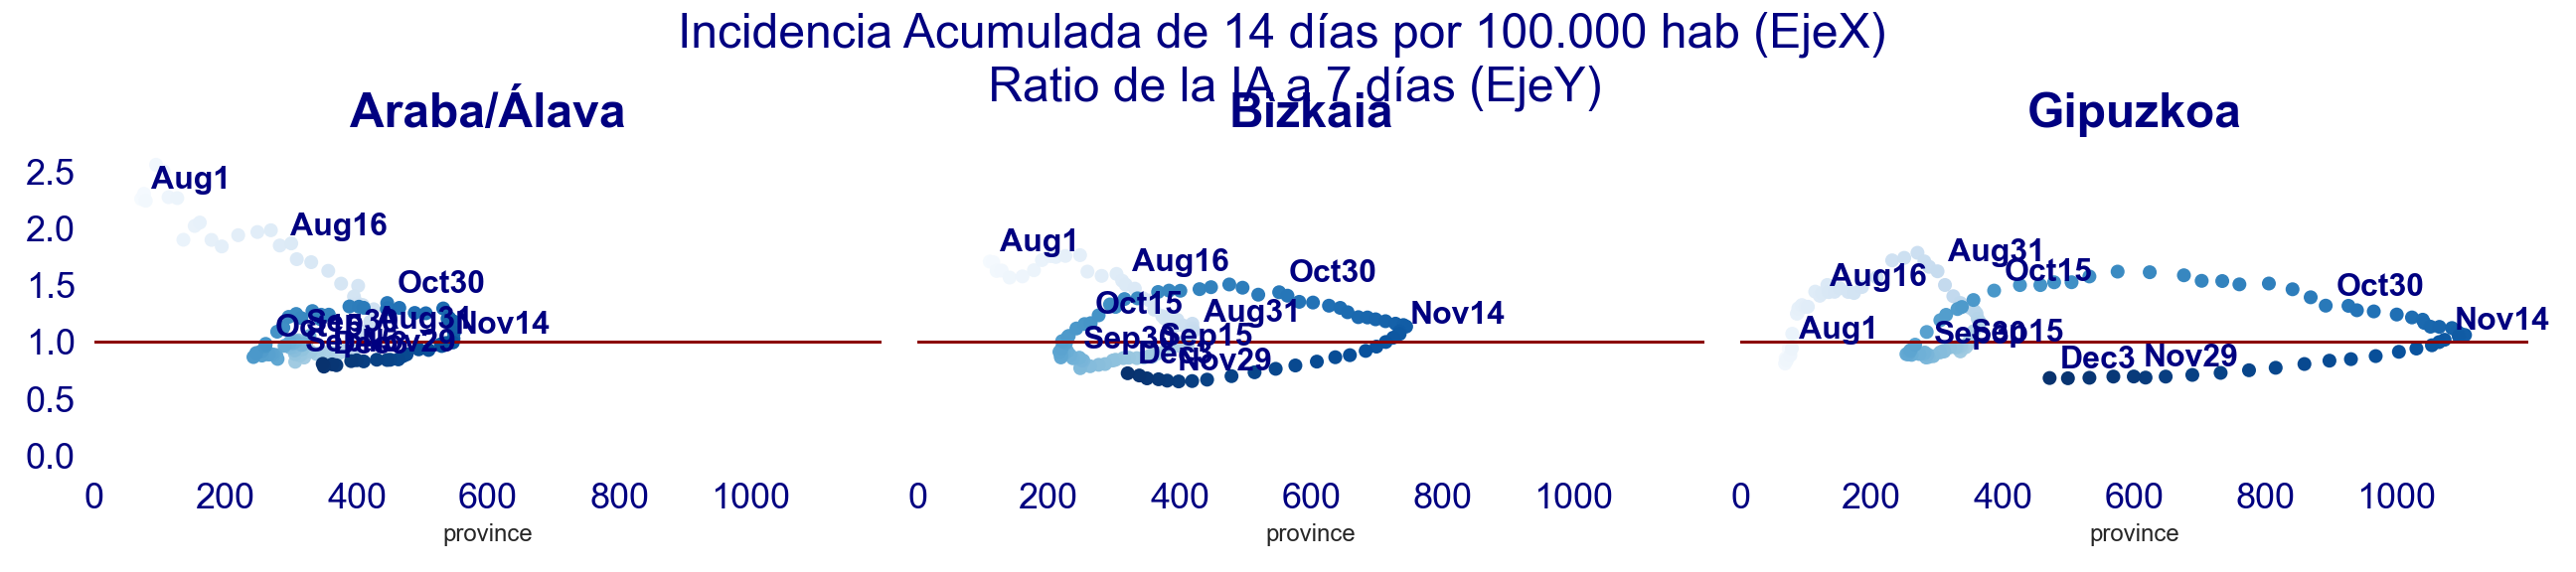 Incidencia Acumulada de 14 días por 100.000 hab (EjeX)
Ratio de la IA a 7 días (EjeY)
Araba/Álava
Bizkaia
Gipuzkoa
2.5
2.0
1.5
1.0
0.5
0.0
Aug1
Aug16
Oct30
Aug31
Sep30
Oct15
Nov14
Sep15
Dec3
Nov29
0 200 400 600 800 1000
province
Aug1
Aug16
Oct30
Oct15
Aug31
Nov14
Sep30
Sep15
Dec3
Nov29
0 200 400 600 800 1000
province
Aug31
Aug16
Oct15
Oct30
Aug1
Sep30
Sep15
Nov14
Dec3
Nov29
0 200 400 600 800 1000
province